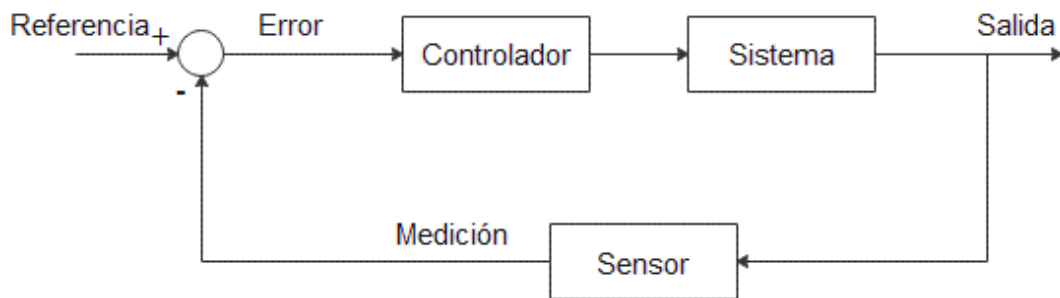 Referencia
+
-
Error
Controlador
Sistema
Salida
Medición
Sensor